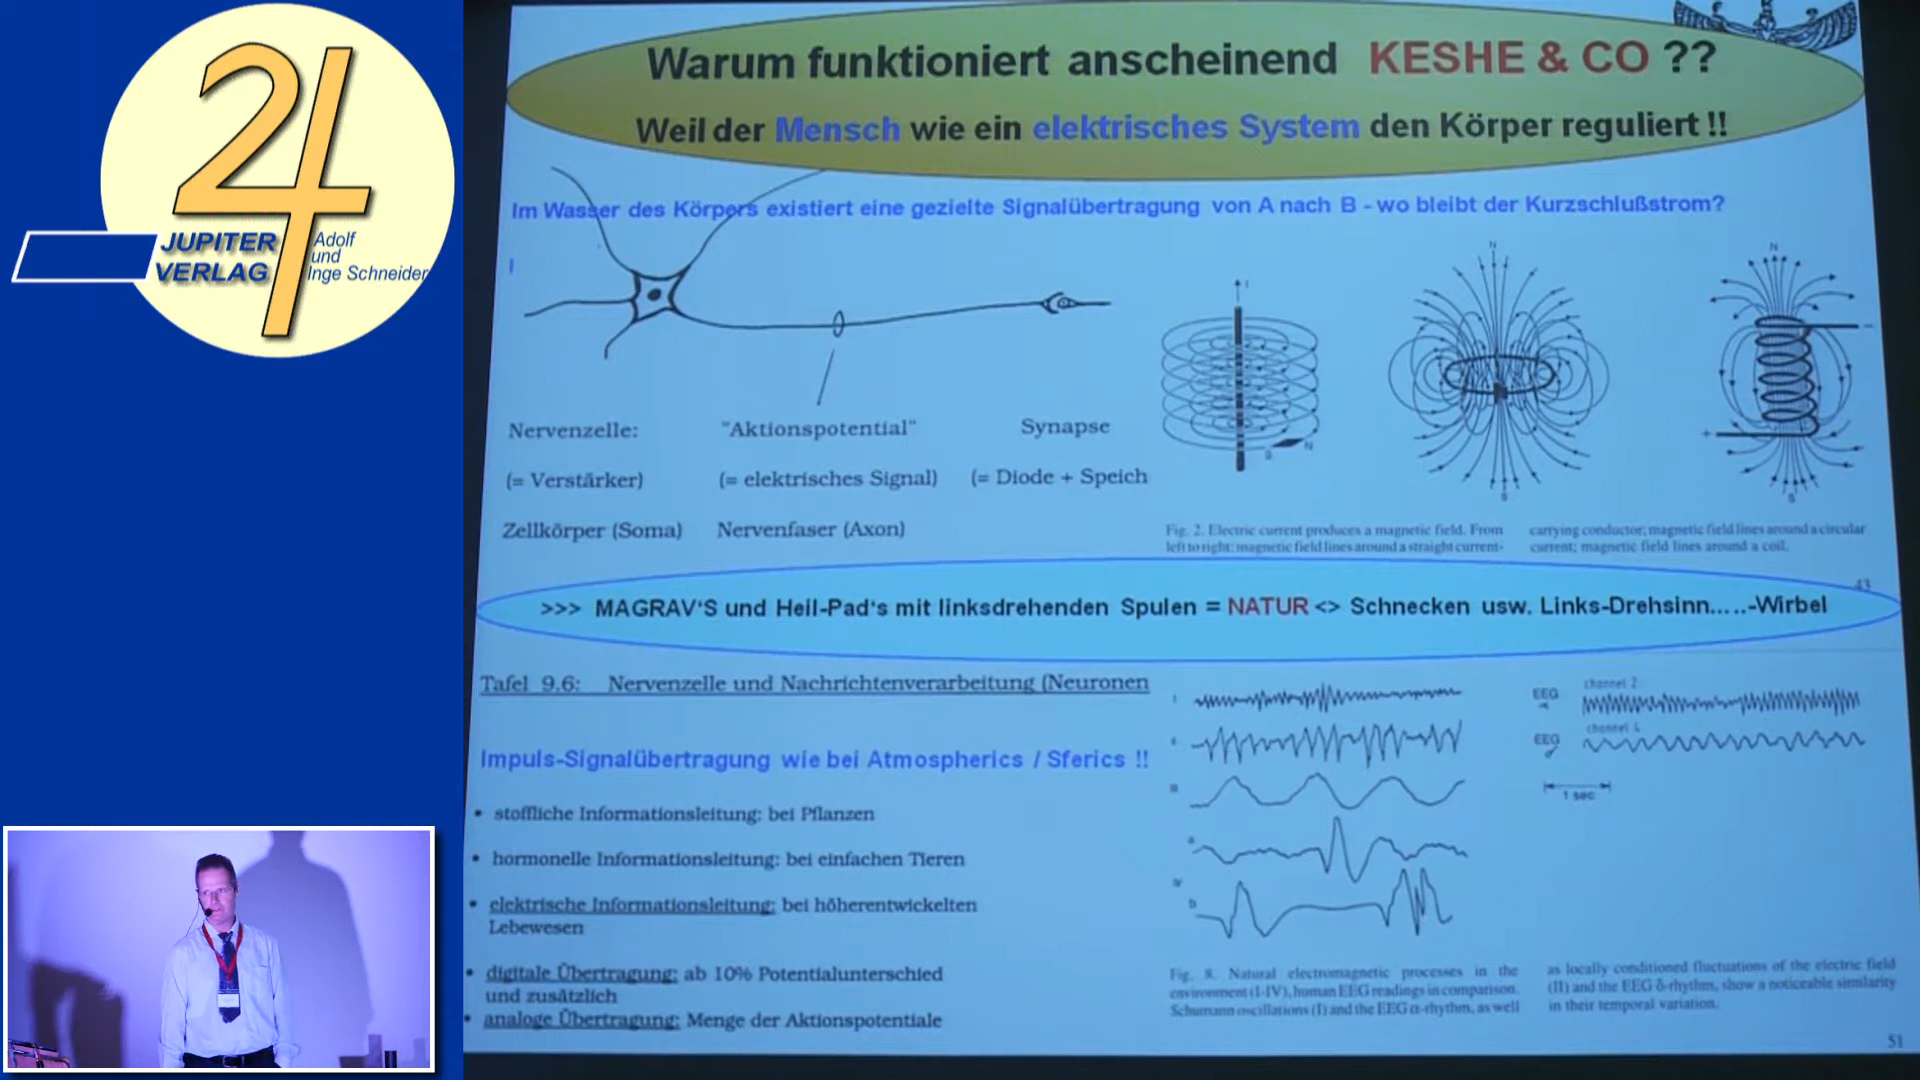 JUPITER
VERLAG
Adolf
und
Inge Schneider
Warum funktioniert anscheinend KESHE & CO ??
Weil der Mensch wie ein elektrisches System den Körper reguliert !!
Im Wasser des Körpers existiert eine gezielte Signalübertragung von A nach B - wo bleibt der Kurzschlußstrom?
Nervenzelle: "Aktionspotential" Synapse
(= Verstärker) (= elektrisches Signal) (= Diode + Speich
Zellkörper (Soma) Nervenfaser (Axon)
N
I
S
N
S
N
-
+
S
Fig. 2. Electric current produces a magnetic field. From
left to right: magnetic field lines around a straight current-
carrying conductor; magnetic field lines around a circular
current; magnetic field lines around a coil.
43
>>> MAGRAV'S und Heil-Pad's mit linksdrehenden Spulen = NATUR <> Schnecken usw. Links-Drehsinn.....-Wirbel
Tafel 9.6: Nervenzelle und Nachrichtenverarbeitung (Neuronen
Impuls-Signalübertragung wie bei Atmospherics / Sferics !!
• stoffliche Informationsleitung: bei Pflanzen
• hormonelle Informationsleitung: bei einfachen Tieren
• elektrische Informationsleitung: bei höherentwickelten
Lebewesen
• digitale Übertragung: ab 10% Potentialunterschied
und zusätzlich
• analoge Übertragung: Menge der Aktionspotentiale
EEG channel 2
EEG channel 4
1 sec
Fig. 8. Natural electromagnetic processes in the
environment (I-IV), human EEG readings in comparison.
Schumann oscillations (I) and the EEG α-rhythm, as well
as locally conditioned fluctuations of the electric field
(II) and the EEG δ-rhythm, show a noticeable similarity
in their temporal variation.
51